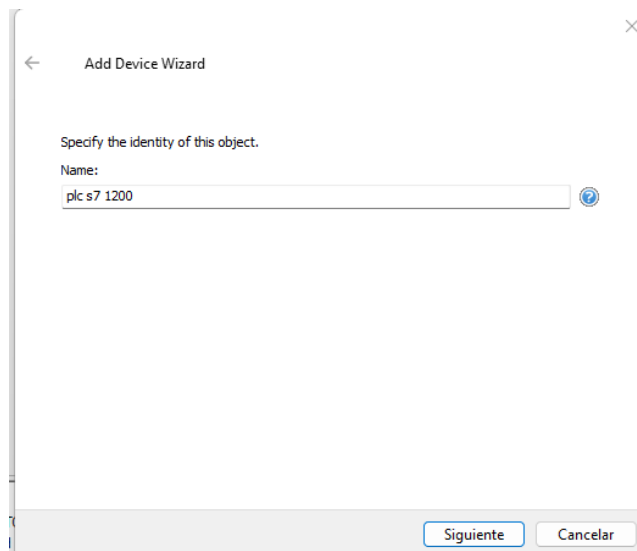 Add Device Wizard
Specify the identity of this object.
Name:
plc s7 1200
Siguiente
Cancelar